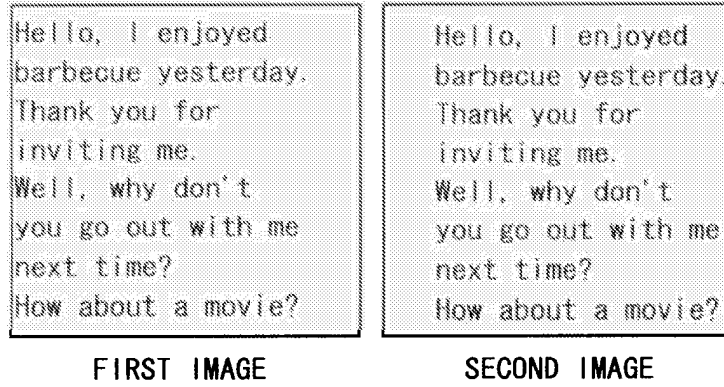 Hello, I enjoyed
barbecue yesterday.
Thank you for
inviting me.
Well, why don't
you go out with me
next time?
How about a movie?
FIRST IMAGE
Hello, I enjoyed
barbecue yesterday.
Thank you for
inviting me.
Well, why don't
you go out with me
next time?
How about a movie?
SECOND IMAGE